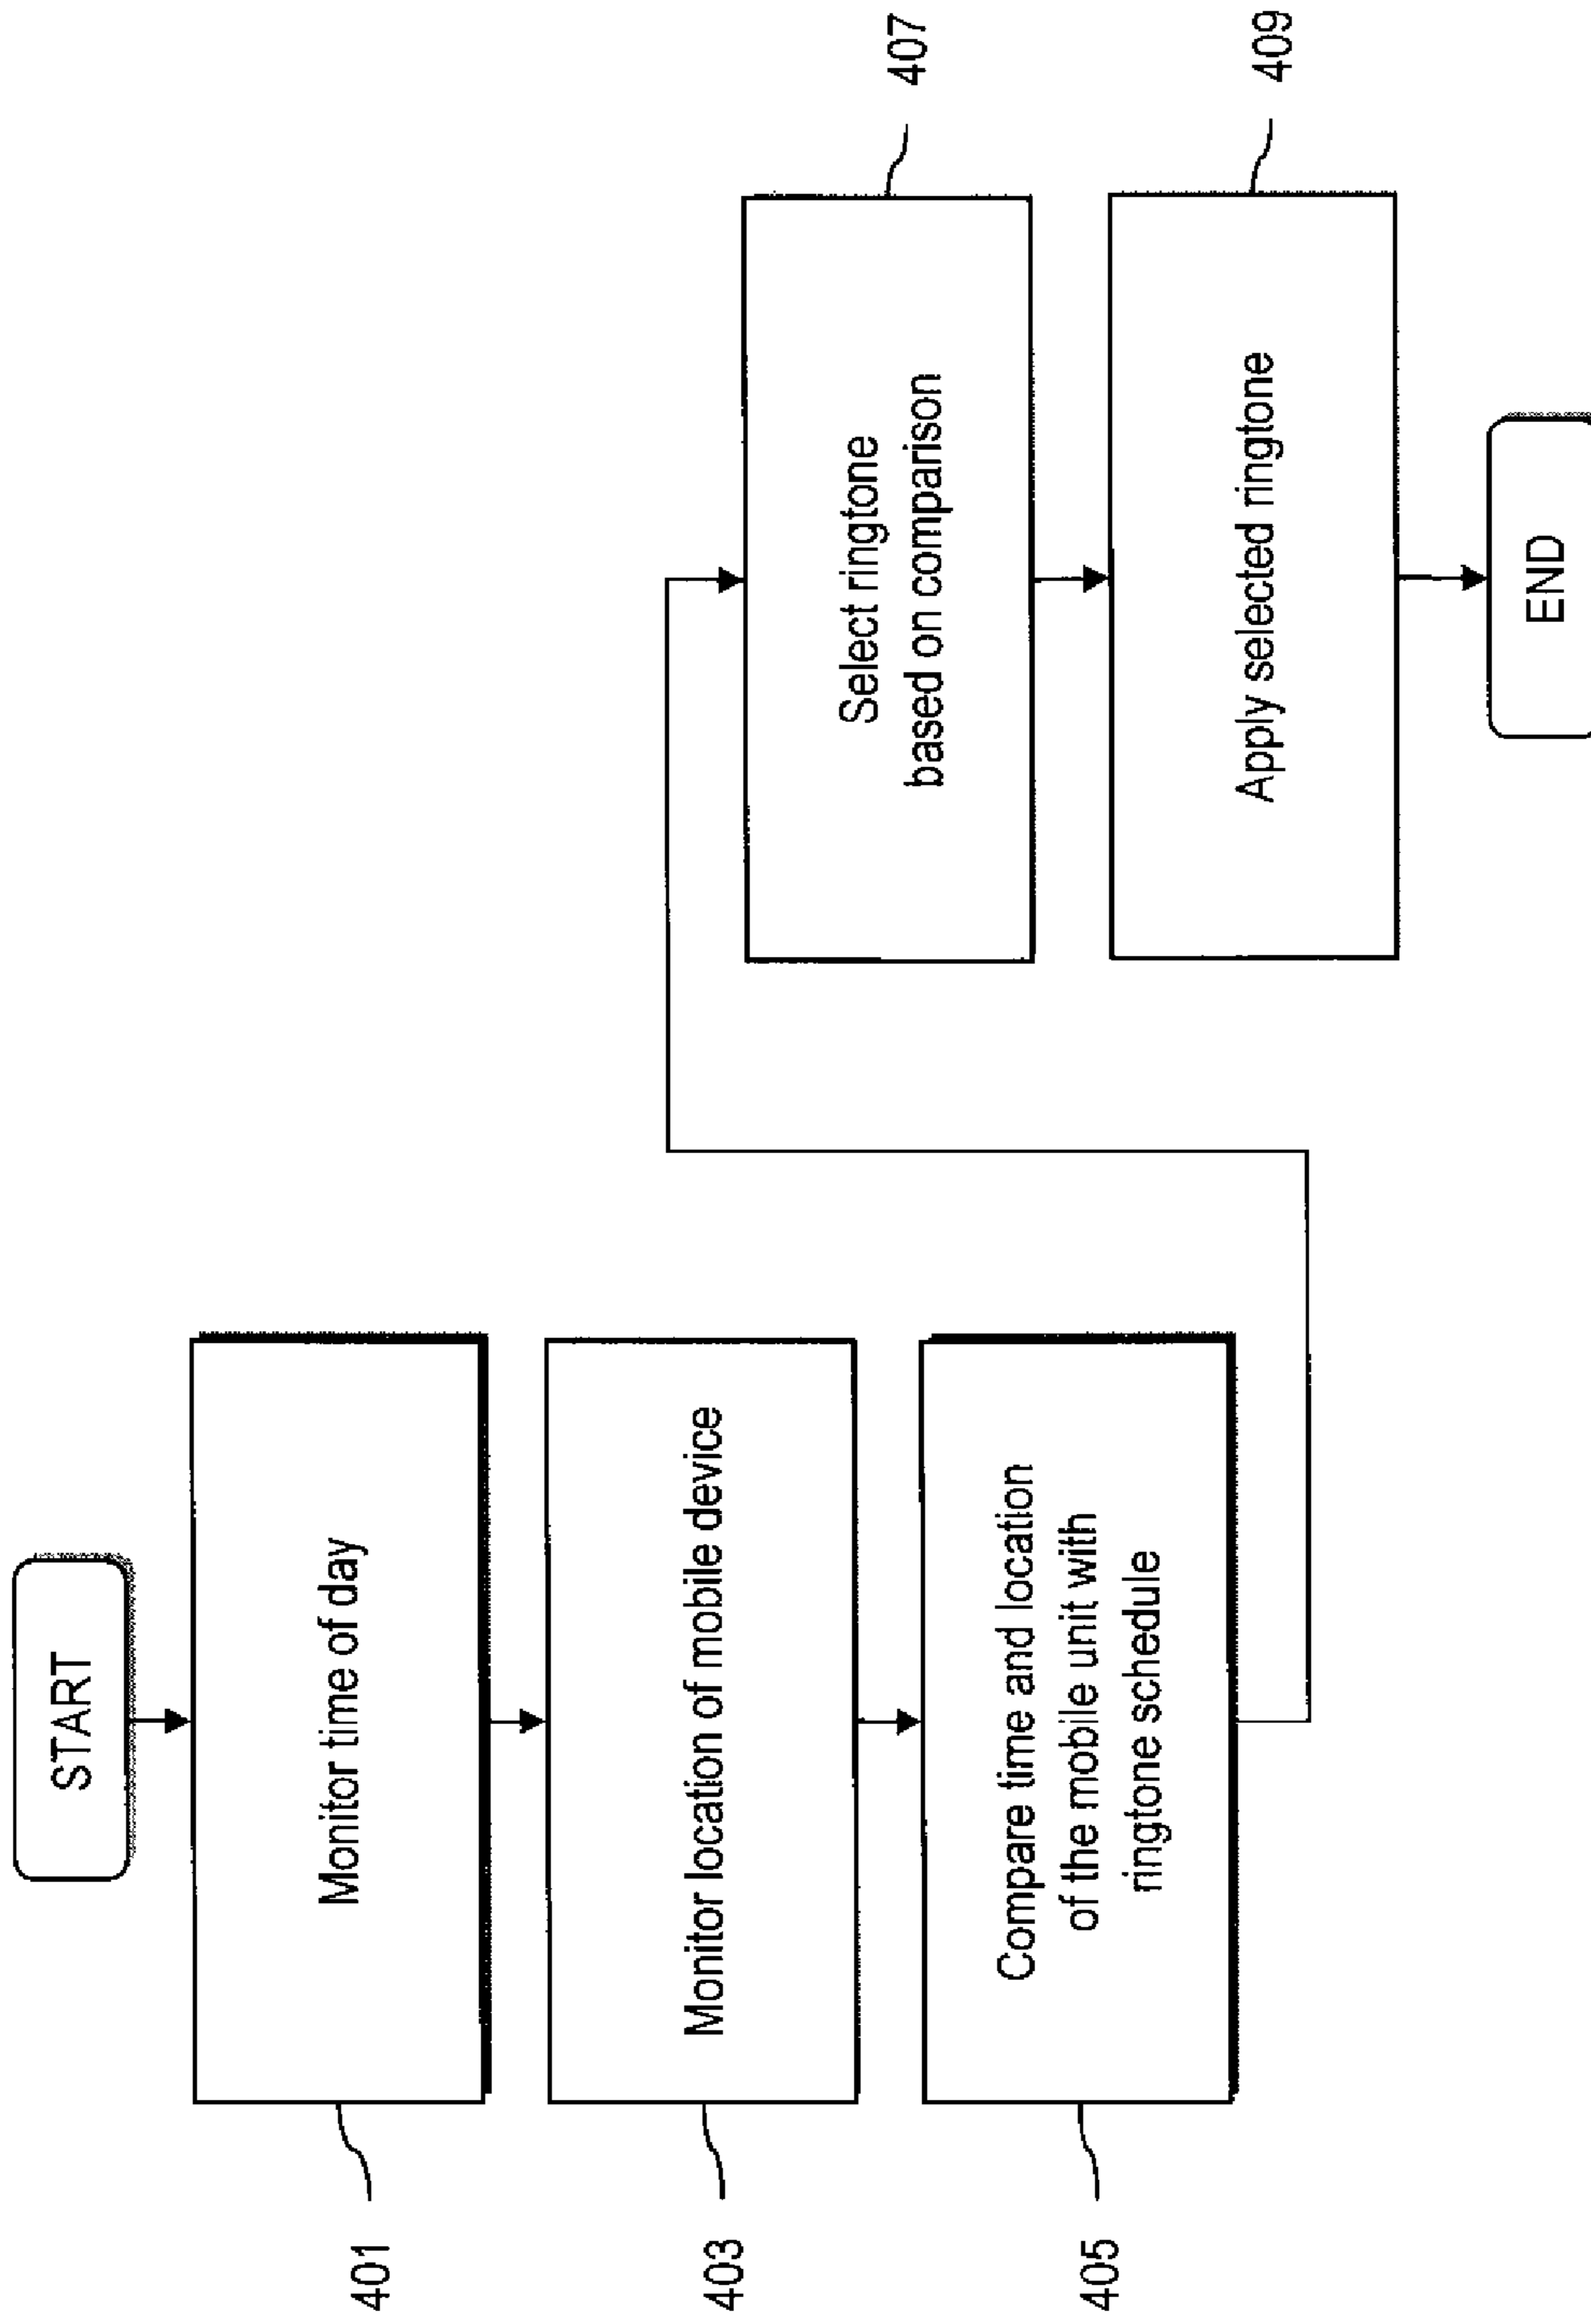 START
401
Monitor time of day
403
Monitor location of mobile device
405
Compare time and location
of the mobile unit with
ringtone schedule
407
Select ringtone
based on comparison
409
Apply selected ringtone
END